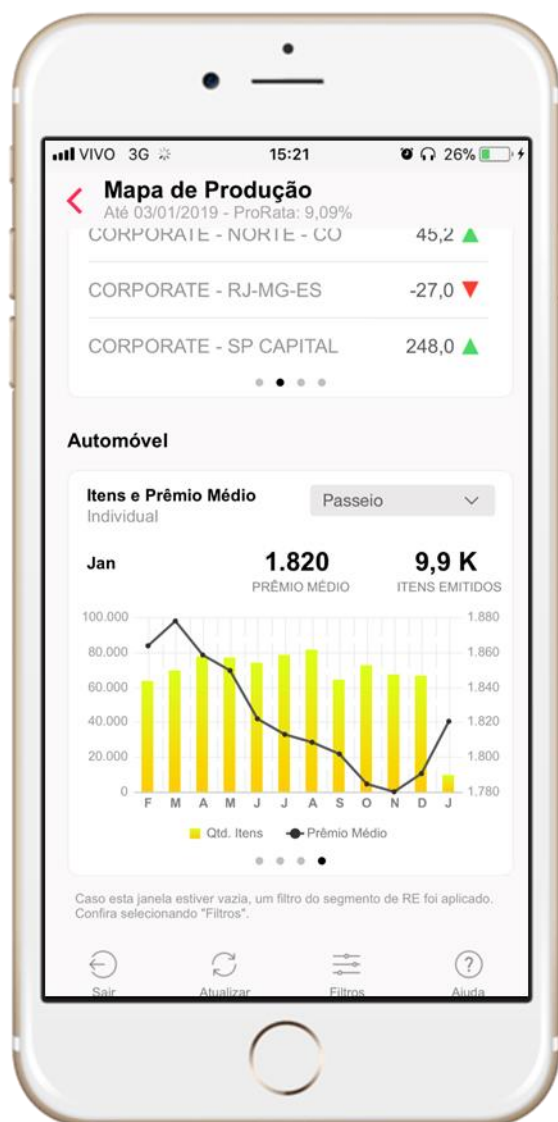 VIVO 3G 15:21 26%
Mapa de Produção
Até 03/01/2019 - ProRata: 9,09%
CORPORATE - NORTE - CO 45,2
CORPORATE - RJ-MG-ES -27,0
CORPORATE - SP CAPITAL 248,0
Automóvel
Itens e Prêmio Médio Passeio
Individual
Jan 1.820 9,9 K
PRÊMIO MÉDIO ITENS EMITIDOS
100.000 1.880
80.000 1.860
60.000 1.840
40.000 1.820
20.000 1.800
0 1.780
F M A M J J A S O N D J
Qtd. Itens Prêmio Médio
Caso esta janela estiver vazia, um filtro do segmento de RE foi aplicado.
Confira selecionando "Filtros".
Sair Atualizar Filtros Ajuda